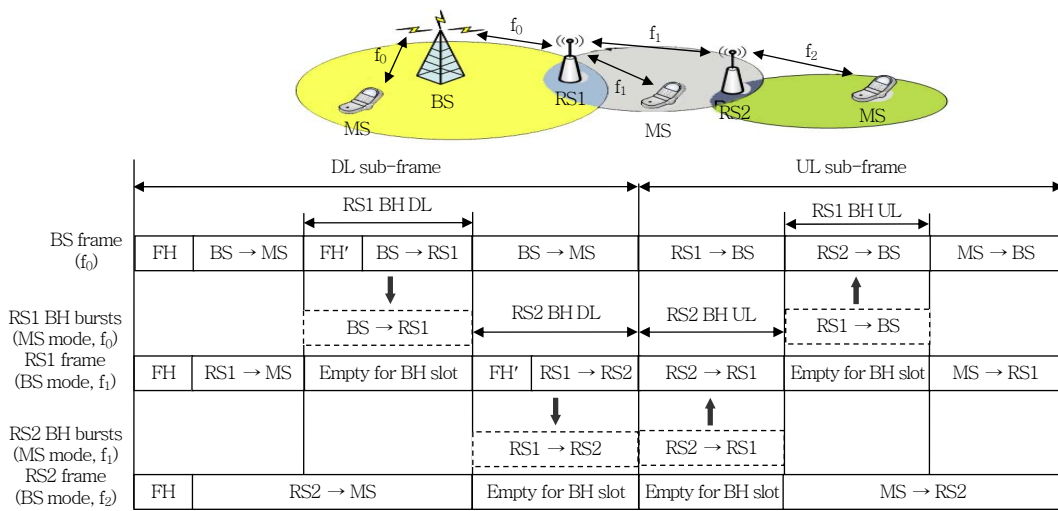 f₀
f₀
BS
MS
RS1
f₁
f₁
MS
RS2
f₂
MS
DL sub-frame
UL sub-frame
RS1 BH DL
RS1 BH UL
BS frame
(f₀)
FH
BS → MS
FH′
BS → RS1
BS → MS
RS1 → BS
RS2 → BS
MS → BS
RS1 BH bursts
(MS mode, f₀)
BS → RS1
RS2 BH DL
RS2 BH UL
RS1 → BS
RS1 frame
(BS mode, f₁)
FH
RS1 → MS
Empty for BH slot
FH′
RS1 → RS2
RS2 → RS1
Empty for BH slot
MS → RS1
RS2 BH bursts
(MS mode, f₁)
RS1 → RS2
RS2 → RS1
RS2 frame
(BS mode, f₂)
FH
RS2 → MS
Empty for BH slot
Empty for BH slot
MS → RS2